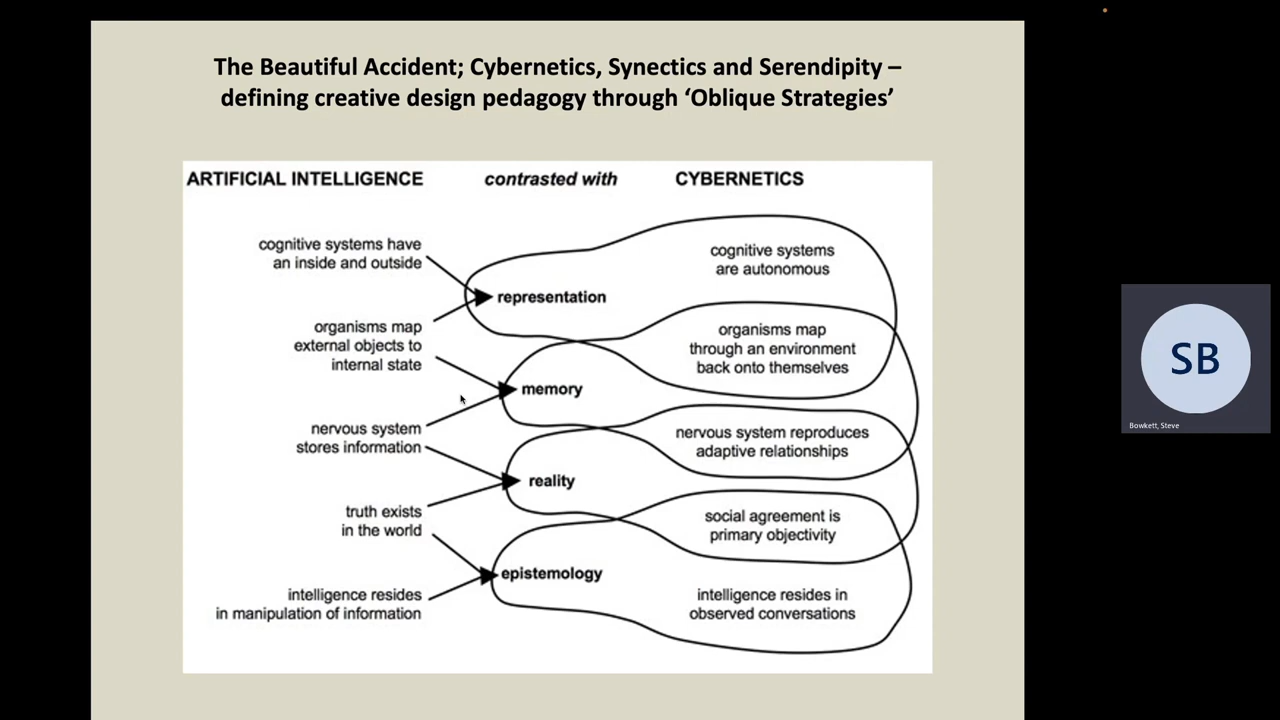 The Beautiful Accident; Cybernetics, Synectics and Serendipity –
defining creative design pedagogy through ‘Oblique Strategies’
ARTIFICIAL INTELLIGENCE contrasted with CYBERNETICS
cognitive systems have
an inside and outside
organisms map
external objects to
internal state
nervous system
stores information
truth exists
in the world
intelligence resides
in manipulation of information
representation
memory
reality
epistemology
cognitive systems
are autonomous
organisms map
through an environment
back onto themselves
nervous system reproduces
adaptive relationships
social agreement is
primary objectivity
intelligence resides in
observed conversations
SB
Bowkett, Steve